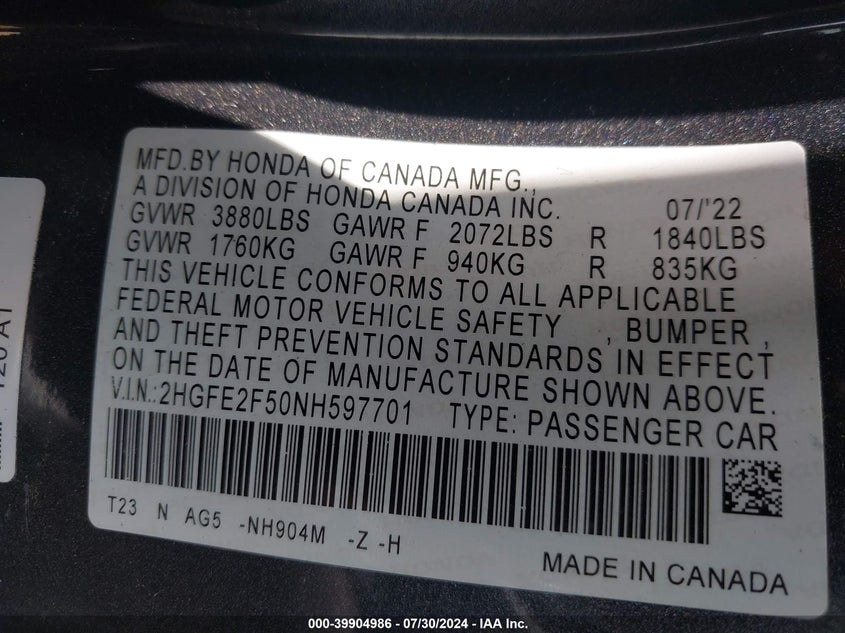 MFD.BY HONDA OF CANADA MFG.,
A DIVISION OF HONDA CANADA INC. 07/'22
GVWR 3880LBS GAWR F 2072LBS R 1840LBS
GVWR 1760KG GAWR F 940KG R 835KG
THIS VEHICLE CONFORMS TO ALL APPLICABLE
FEDERAL MOTOR VEHICLE SAFETY , BUMPER ,
AND THEFT PREVENTION STANDARDS IN EFFECT
ON THE DATE OF MANUFACTURE SHOWN ABOVE.
V.I.N.:2HGFE2F50NH597701 TYPE: PASSENGER CAR
T23 N AG5 -NH904M -Z -H
MADE IN CANADA
000-39904986 / 07/30/2024 - IAA Inc.